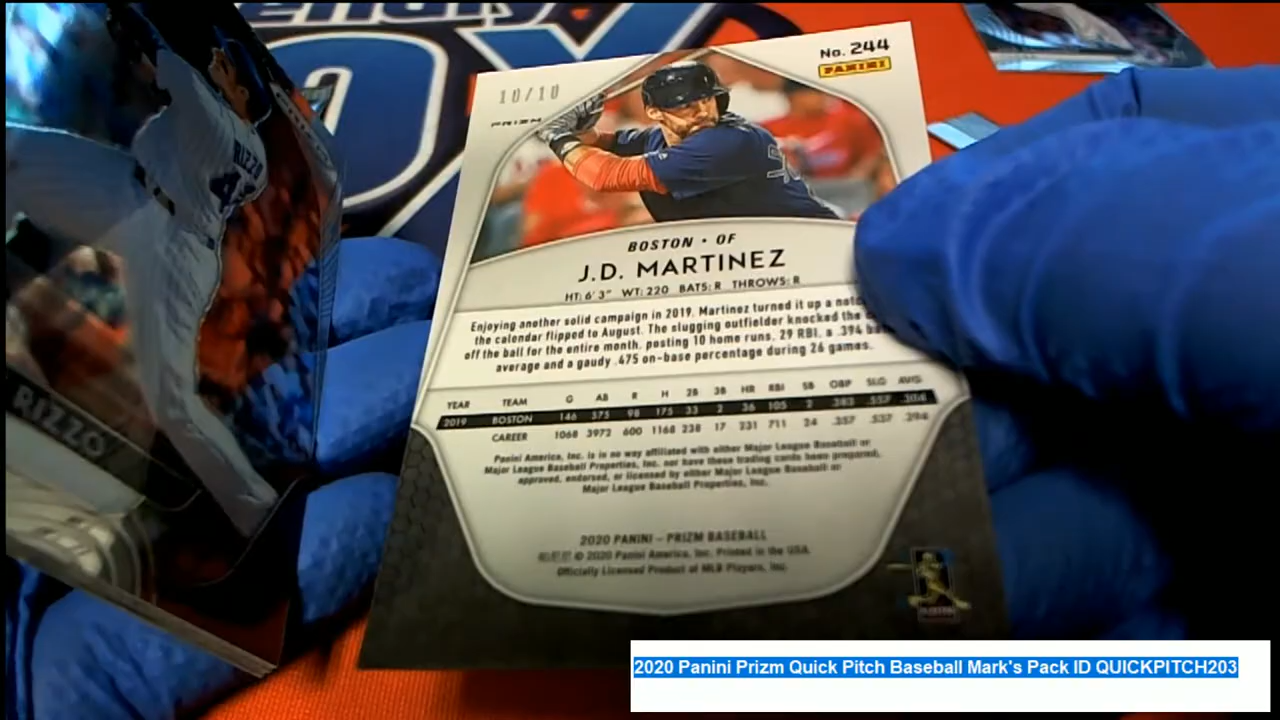 No. 244
PANINI
10/10
PRIZM
BOSTON • OF
J.D. MARTINEZ
HT: 6' 3" WT: 220 BATS: R THROWS: R
Enjoying another solid campaign in 2019, Martinez turned it up a
the calendar flipped to August. The slugging outfielder knocked the
off the ball for the entire month, posting 10 home runs, 29 RBI, a .394
average and a gaudy .475 on-base percentage during 26 games.
YEAR TEAM G AB R H 2B 3B HR RBI SB OBP SLG AVG
2019 BOSTON 146 575 98 175 33 2 36 105 2 .383 .557 .304
CAREER 1068 3972 600 1168 238 17 231 711 24 .357 .537 .294
Panini America, Inc. is in no way affiliated with either Major League Baseball or
Major League Baseball Properties, Inc. nor have these trading cards been prepared,
approved, endorsed, or licensed by either Major League Baseball or
Major League Baseball Properties, Inc.
2020 PANINI – PRIZM BASEBALL
© 2020 Panini America, Inc. Printed in the USA.
Officially Licensed Product of MLB Players, Inc.
RIZZO
44
RIZZO
2020 Panini Prizm Quick Pitch Baseball Mark's Pack ID QUICKPITCH203